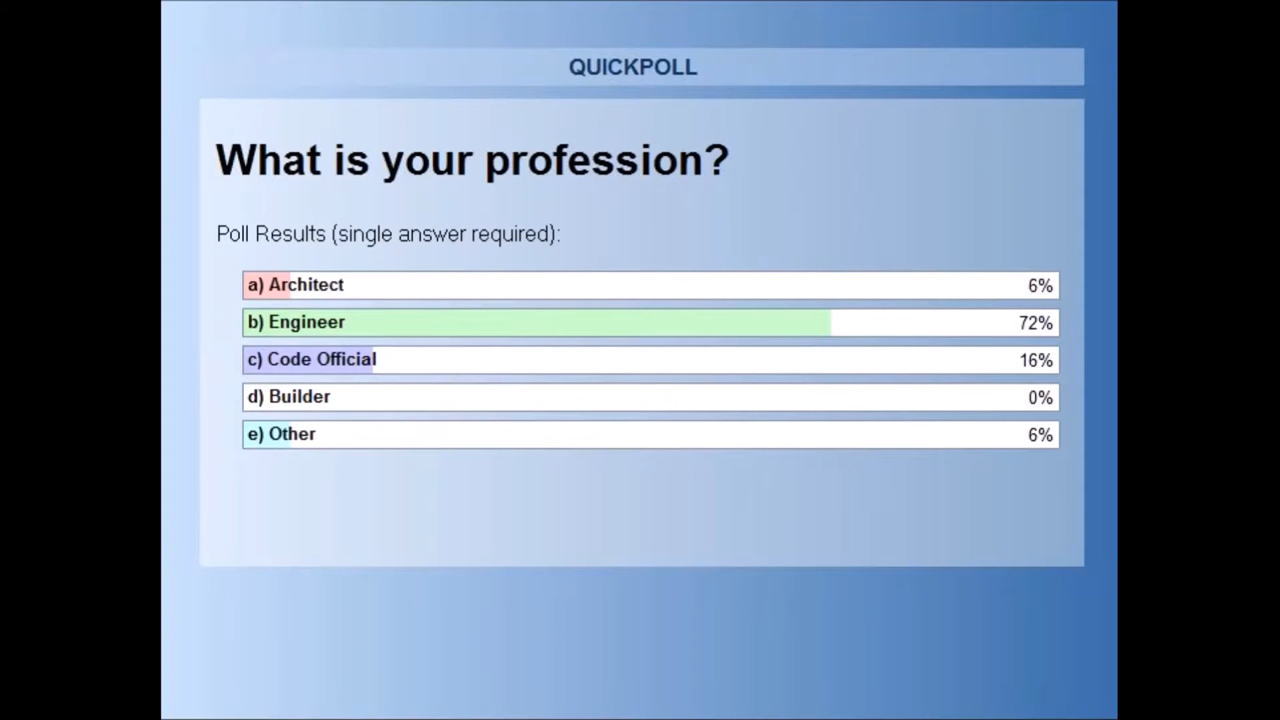 QUICKPOLL
What is your profession?
Poll Results (single answer required):
a) Architect 6%
b) Engineer 72%
c) Code Official 16%
d) Builder 0%
e) Other 6%